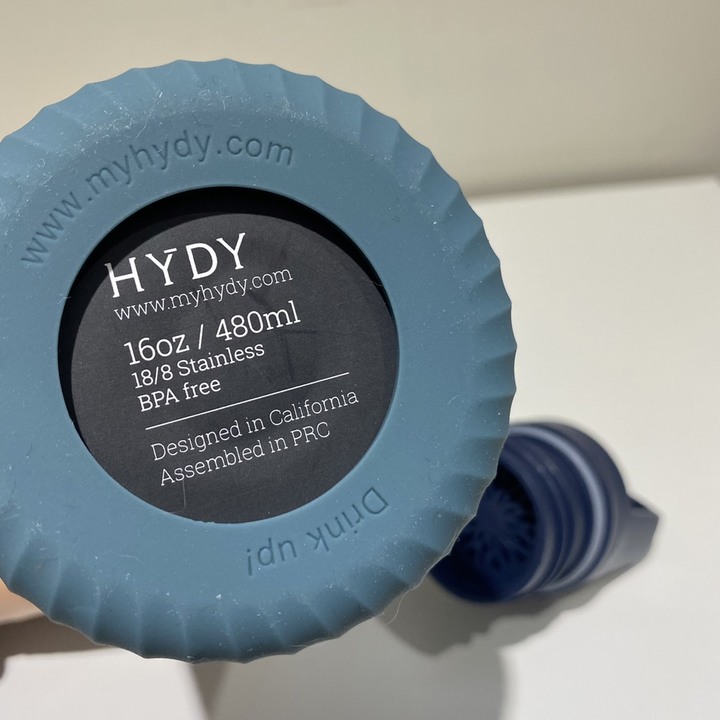 www.myhydy.com
HȲDY
www.myhydy.com
16oz / 480ml
18/8 Stainless
BPA free
Designed in California
Assembled in PRC
Drink up!